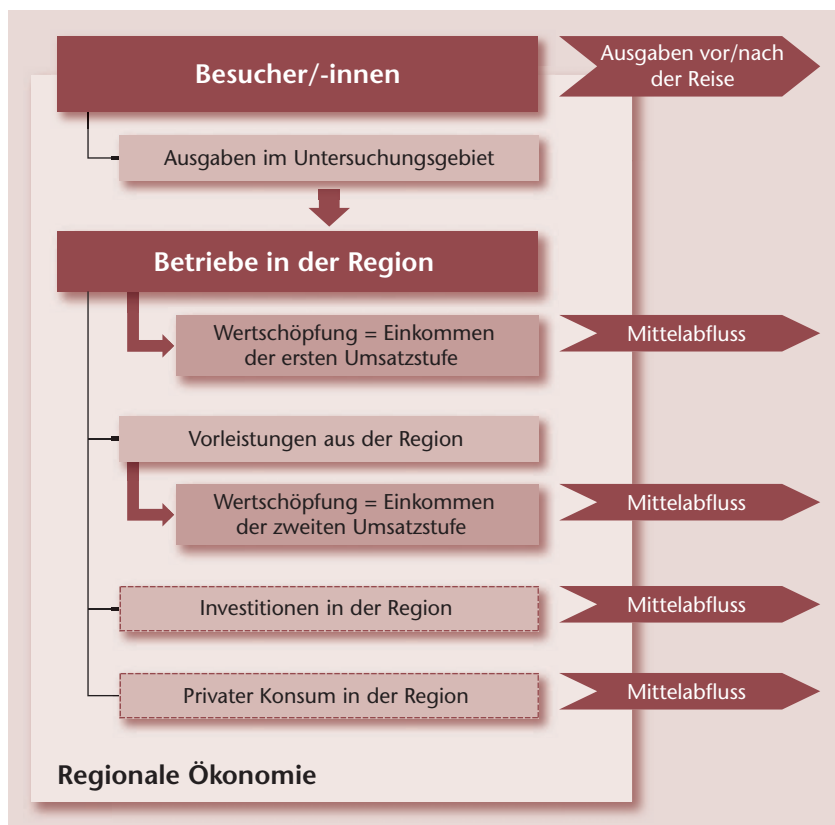 Besucher/-innen
Ausgaben vor/nach
der Reise
Ausgaben im Untersuchungsgebiet
Betriebe in der Region
Wertschöpfung = Einkommen
der ersten Umsatzstufe
Mittelabfluss
Vorleistungen aus der Region
Wertschöpfung = Einkommen
der zweiten Umsatzstufe
Mittelabfluss
Investitionen in der Region
Mittelabfluss
Privater Konsum in der Region
Mittelabfluss
Regionale Ökonomie